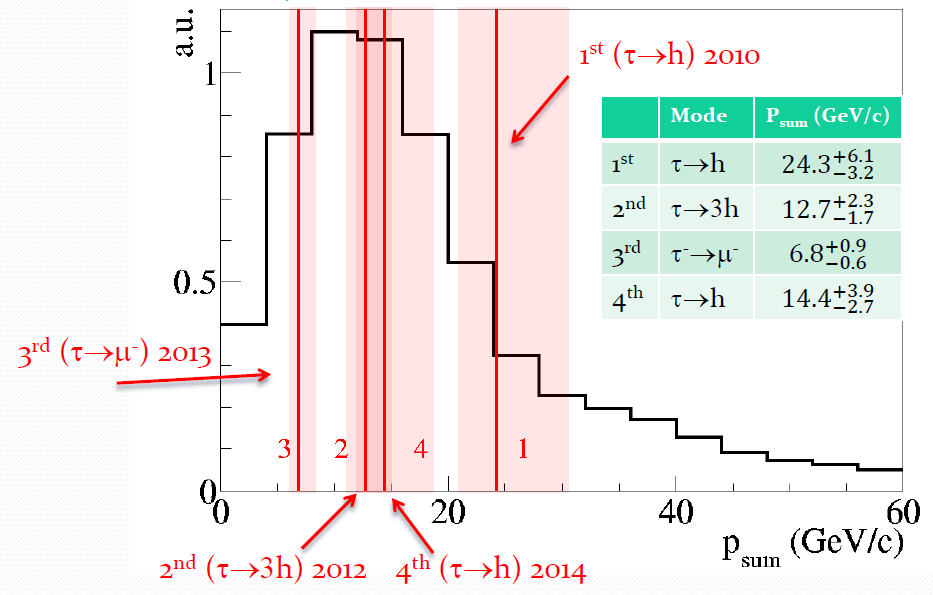 a.u.
1
0.5
0
0 20 40 60
p_sum (GeV/c)
1st (τ→h) 2010
Mode P_sum (GeV/c)
1st τ→h 24.3 +6.1 −3.2
2nd τ→3h 12.7 +2.3 −1.7
3rd τ-→μ- 6.8 +0.9 −0.6
4th τ→h 14.4 +3.9 −2.7
3rd (τ→μ-) 2013
3 2 4 1
2nd (τ→3h) 2012
4th (τ→h) 2014